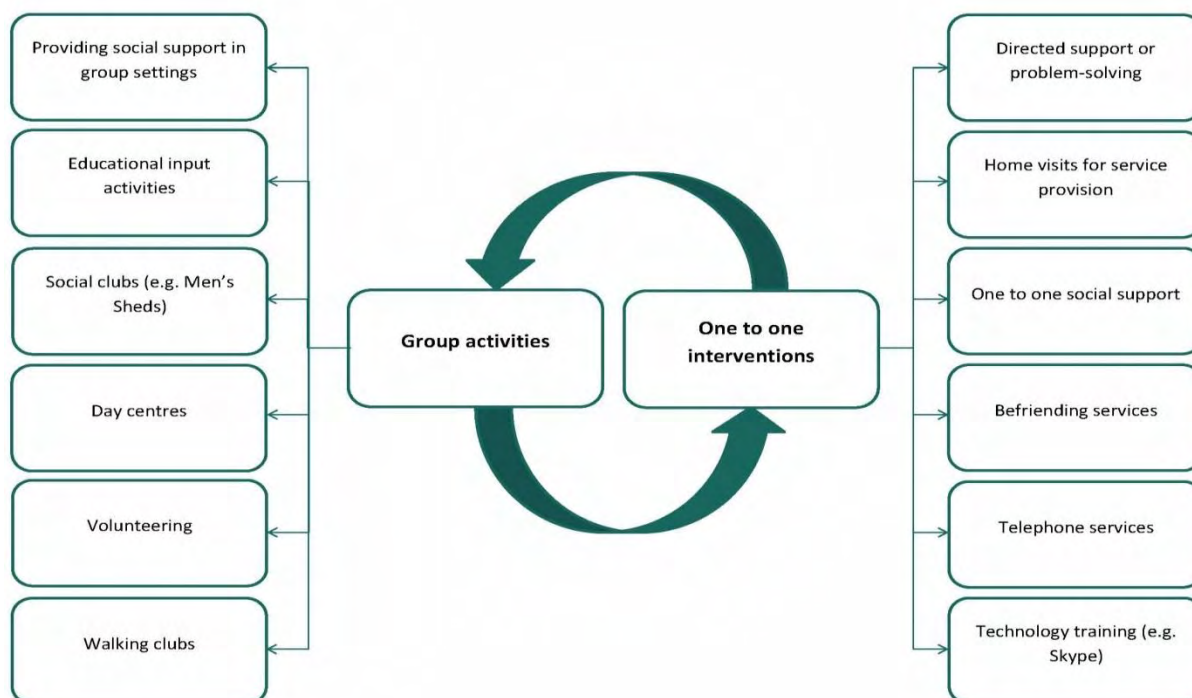 Providing social support in
group settings
Educational input
activities
Social clubs (e.g. Men's
Sheds)
Day centres
Volunteering
Walking clubs
Group activities
One to one
interventions
Directed support or
problem-solving
Home visits for service
provision
One to one social support
Befriending services
Telephone services
Technology training (e.g.
Skype)